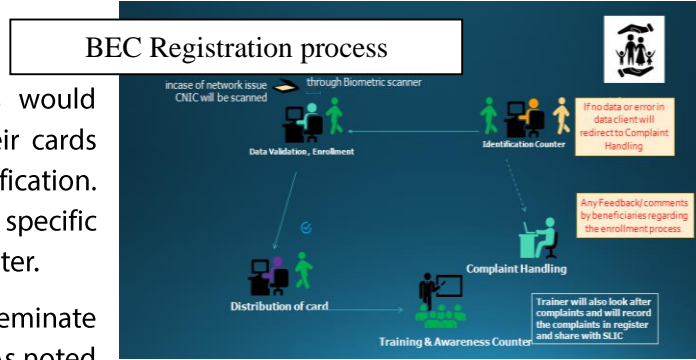 BEC Registration process
would
eir cards
fication.
specific
ter.
eminate
As noted
incase of network issue
CNIC will be scanned
through Biometric scanner
Data Validation , Enrollment
Identification Counter
If no data or error in
data client will
redirect to Complaint
Handling
Any Feedback/ comments
by beneficiaries regarding
the enrollment process
Complaint Handling
Distribution of card
Training & Awareness Counter
Trainer will also look after
complaints and will record
the complaints in register
and share with SLIC